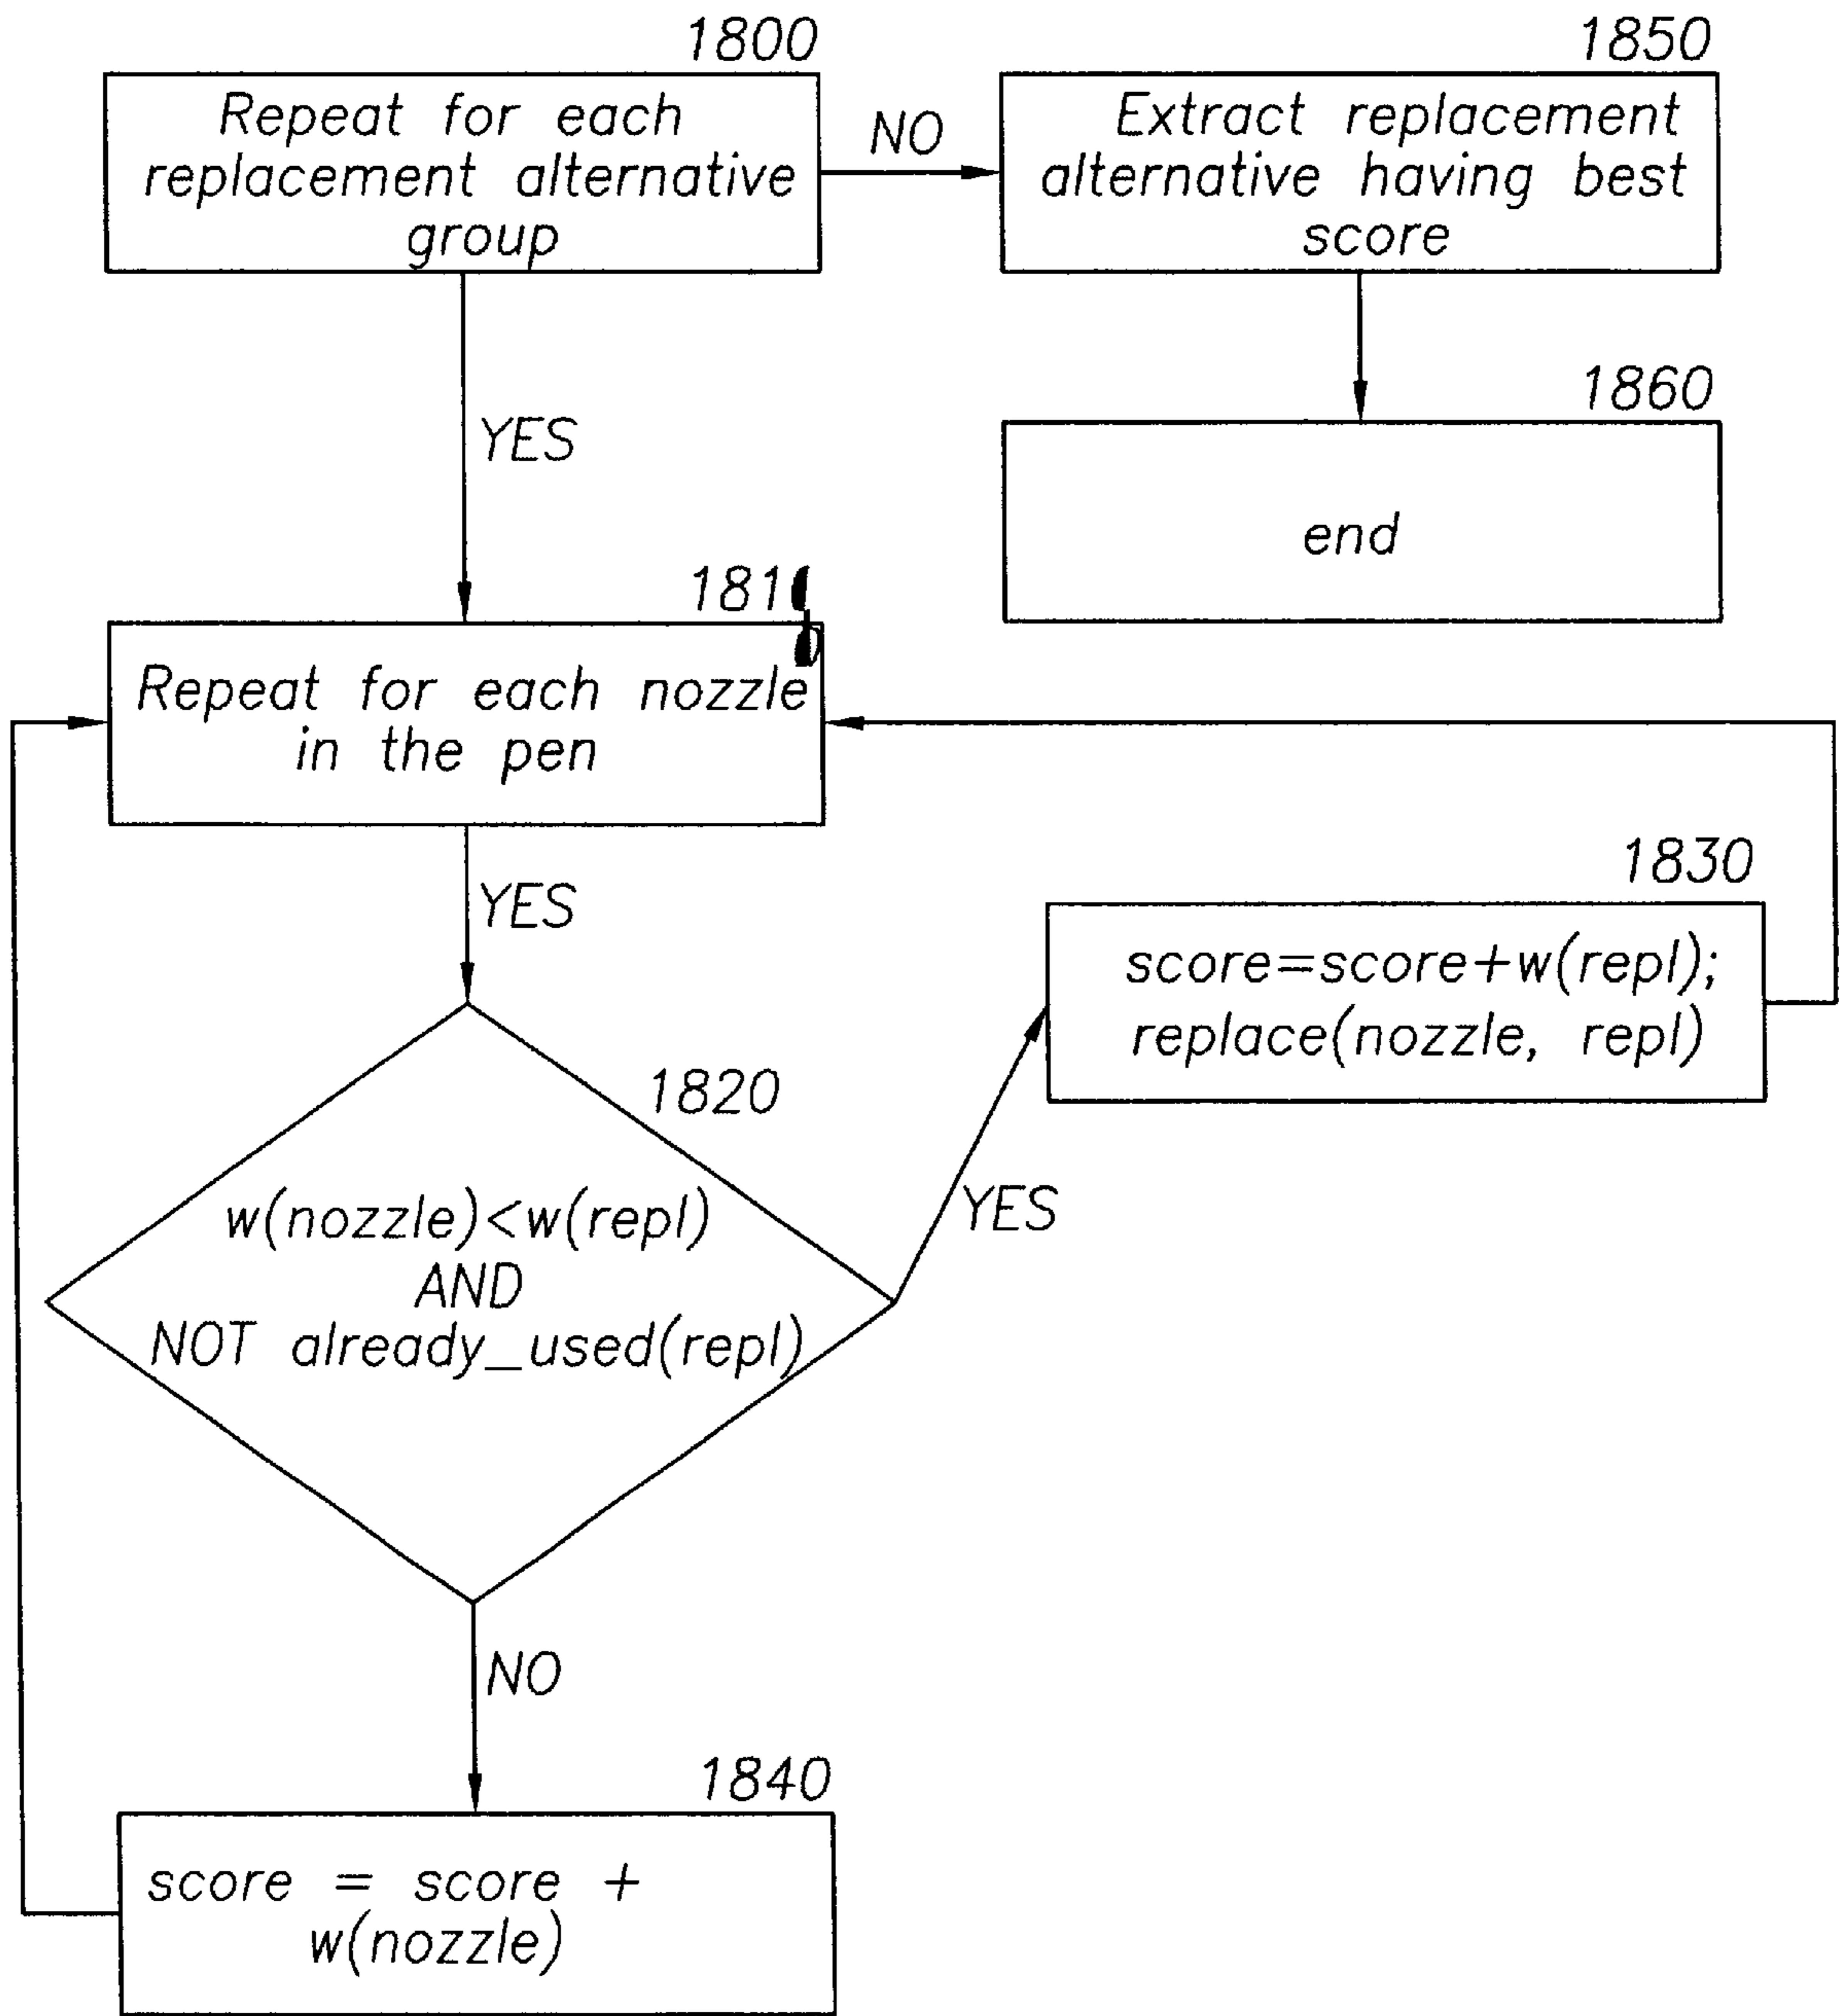 1800
Repeat for each
replacement alternative
group
NO
1850
Extract replacement
alternative having best
score
YES
1860
end
Repeat for each nozzle
in the pen
YES
1820
w(nozzle)<w(repl)
AND
NOT already_used(repl)
YES
1830
score=score+w(repl);
replace(nozzle, repl)
NO
1840
score = score +
w(nozzle)